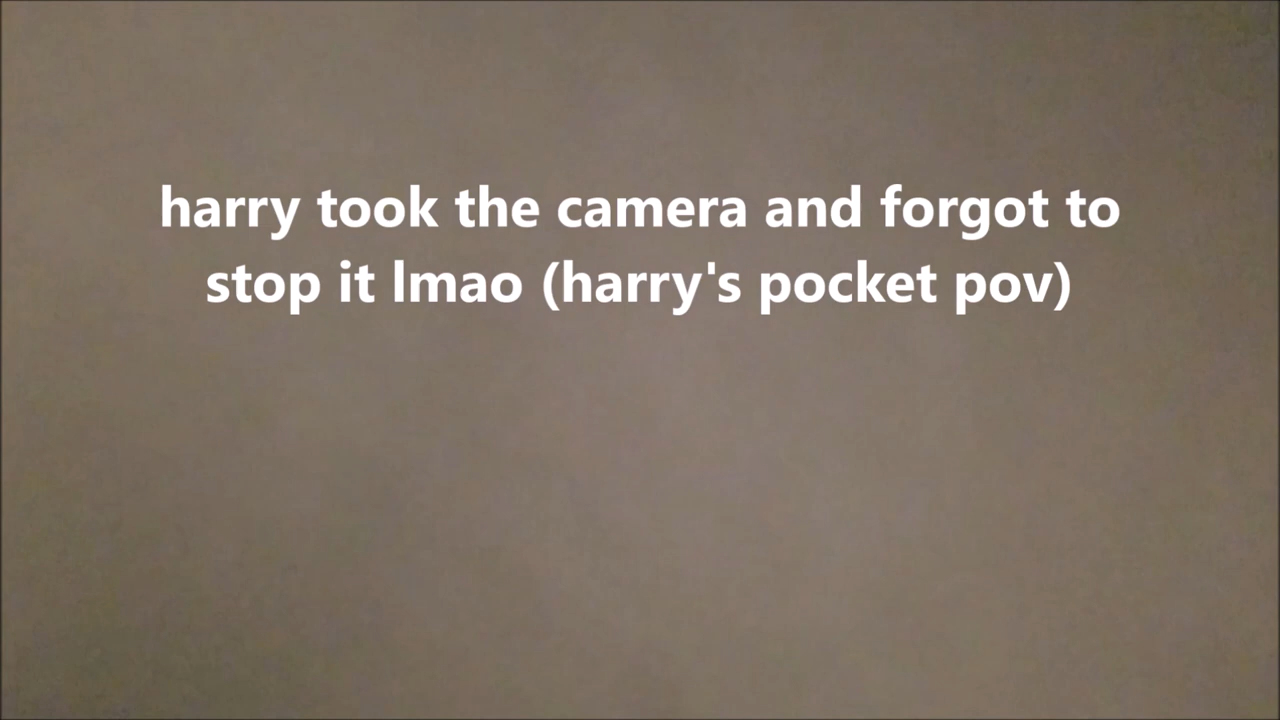 harry took the camera and forgot to
stop it lmao (harry's pocket pov)